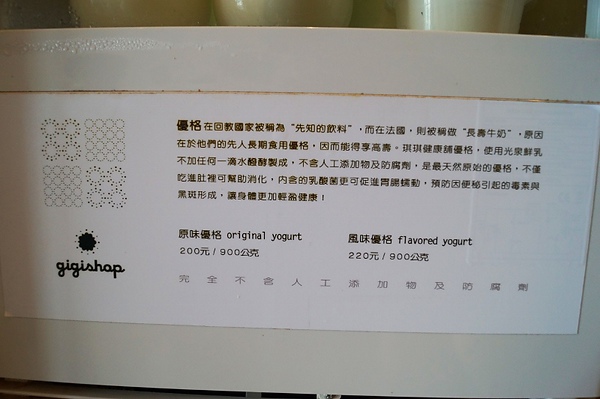 優格在回教國家被稱為“先知的飲料”，而在法國，則被稱做“長壽牛奶”，原因
在於他們的先人長期食用優格，因而能得享高壽。琪琪健康舖優格，使用光泉鮮乳
不加任何一滴水醱酵製成，不含人工添加物及防腐劑，是最天然原始的優格，不僅
吃進肚裡可幫助消化，內含的乳酸菌更可促進胃腸蠕動，預防因便秘引起的毒素與
黑斑形成，讓身體更加輕盈健康！
原味優格 original yogurt
200元 / 900公克
風味優格 flavored yogurt
220元 / 900公克
gigishop
完全不含人工添加物及防腐劑